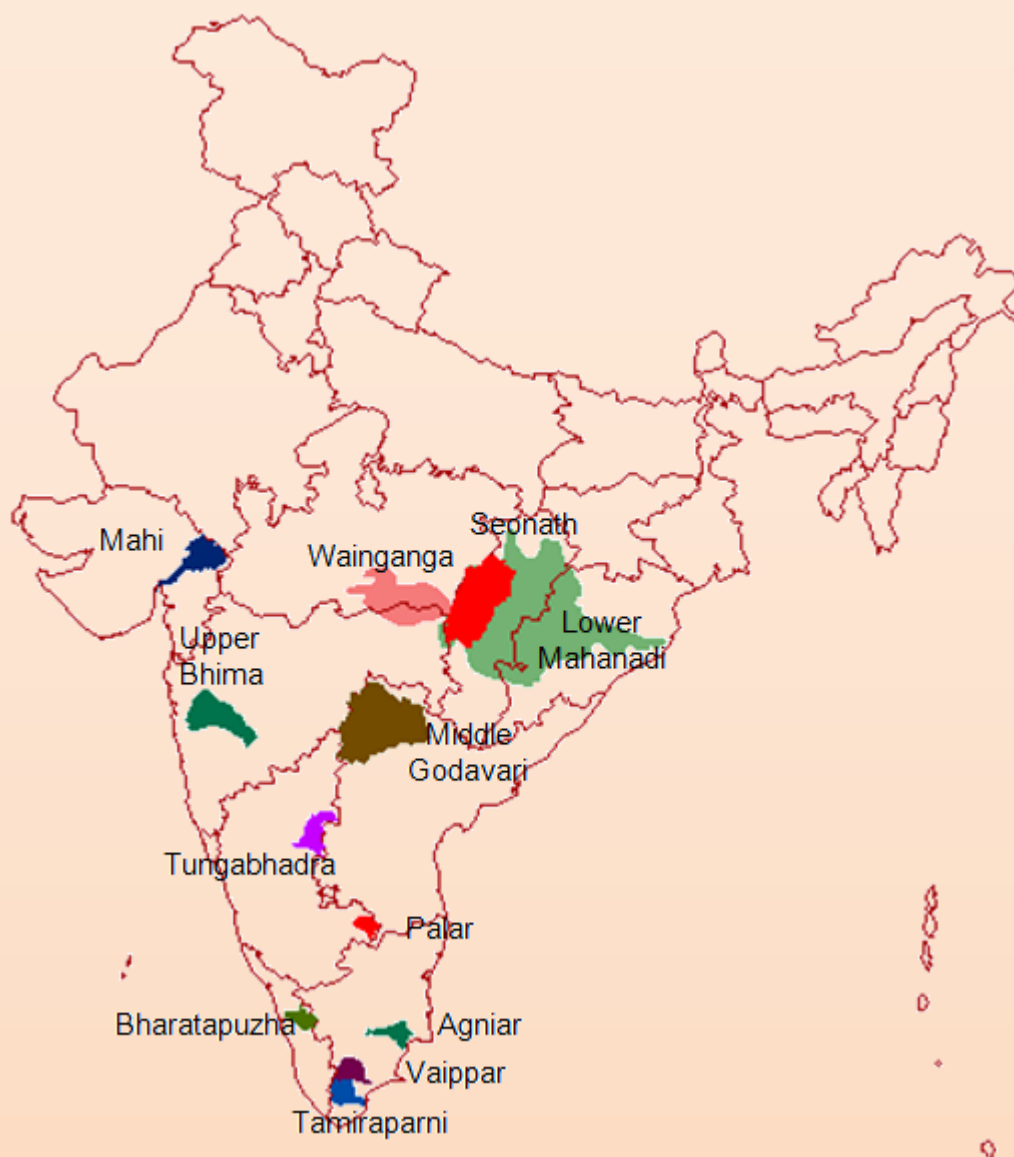 Seonath
Mahi
Wainganga
Lower
Mahanadi
Upper
Bhima
Middle
Godavari
Tungabhadra
Palar
Bharatapuzha
Agniar
Vaippar
Tamiraparni